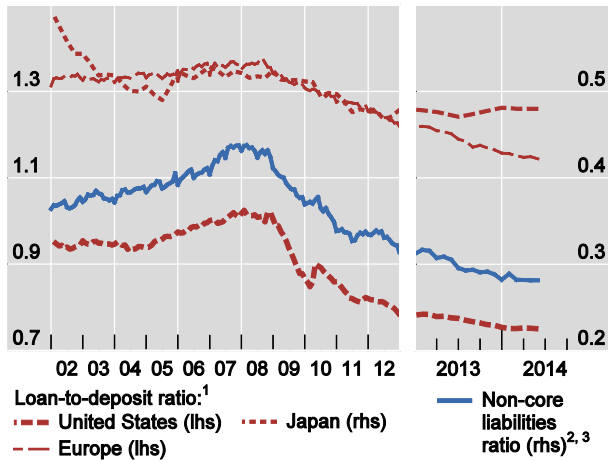 1.3 0.5
1.1 0.4
0.9 0.3
0.7 0.2
02 03 04 05 06 07 08 09 10 11 12 2013 2014
Loan-to-deposit ratio:1
United States (lhs) Japan (rhs)
Europe (lhs)
Non-core
liabilities
ratio (rhs)2, 3